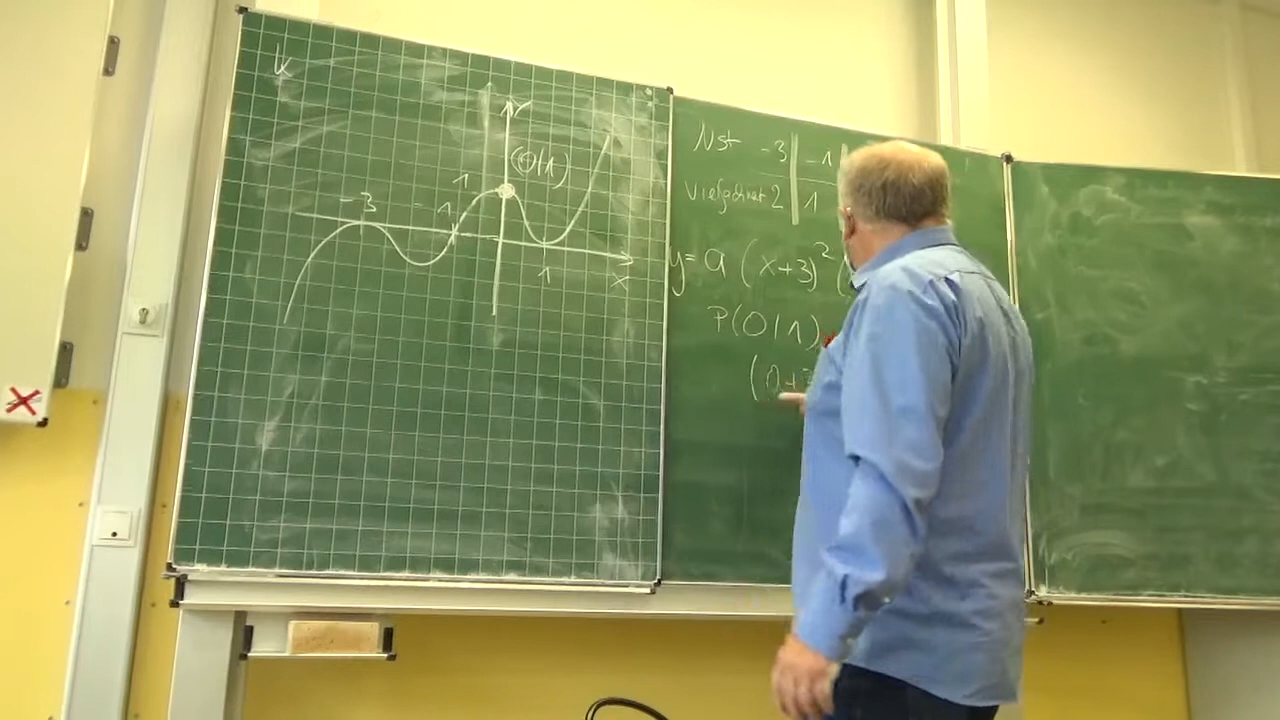 K
y
(0/1)
1
-3
-1
1
x
Nst -3 -1
Vielfachheit 2 1
y = a (x+3)² (
P(0/1)
(0+3